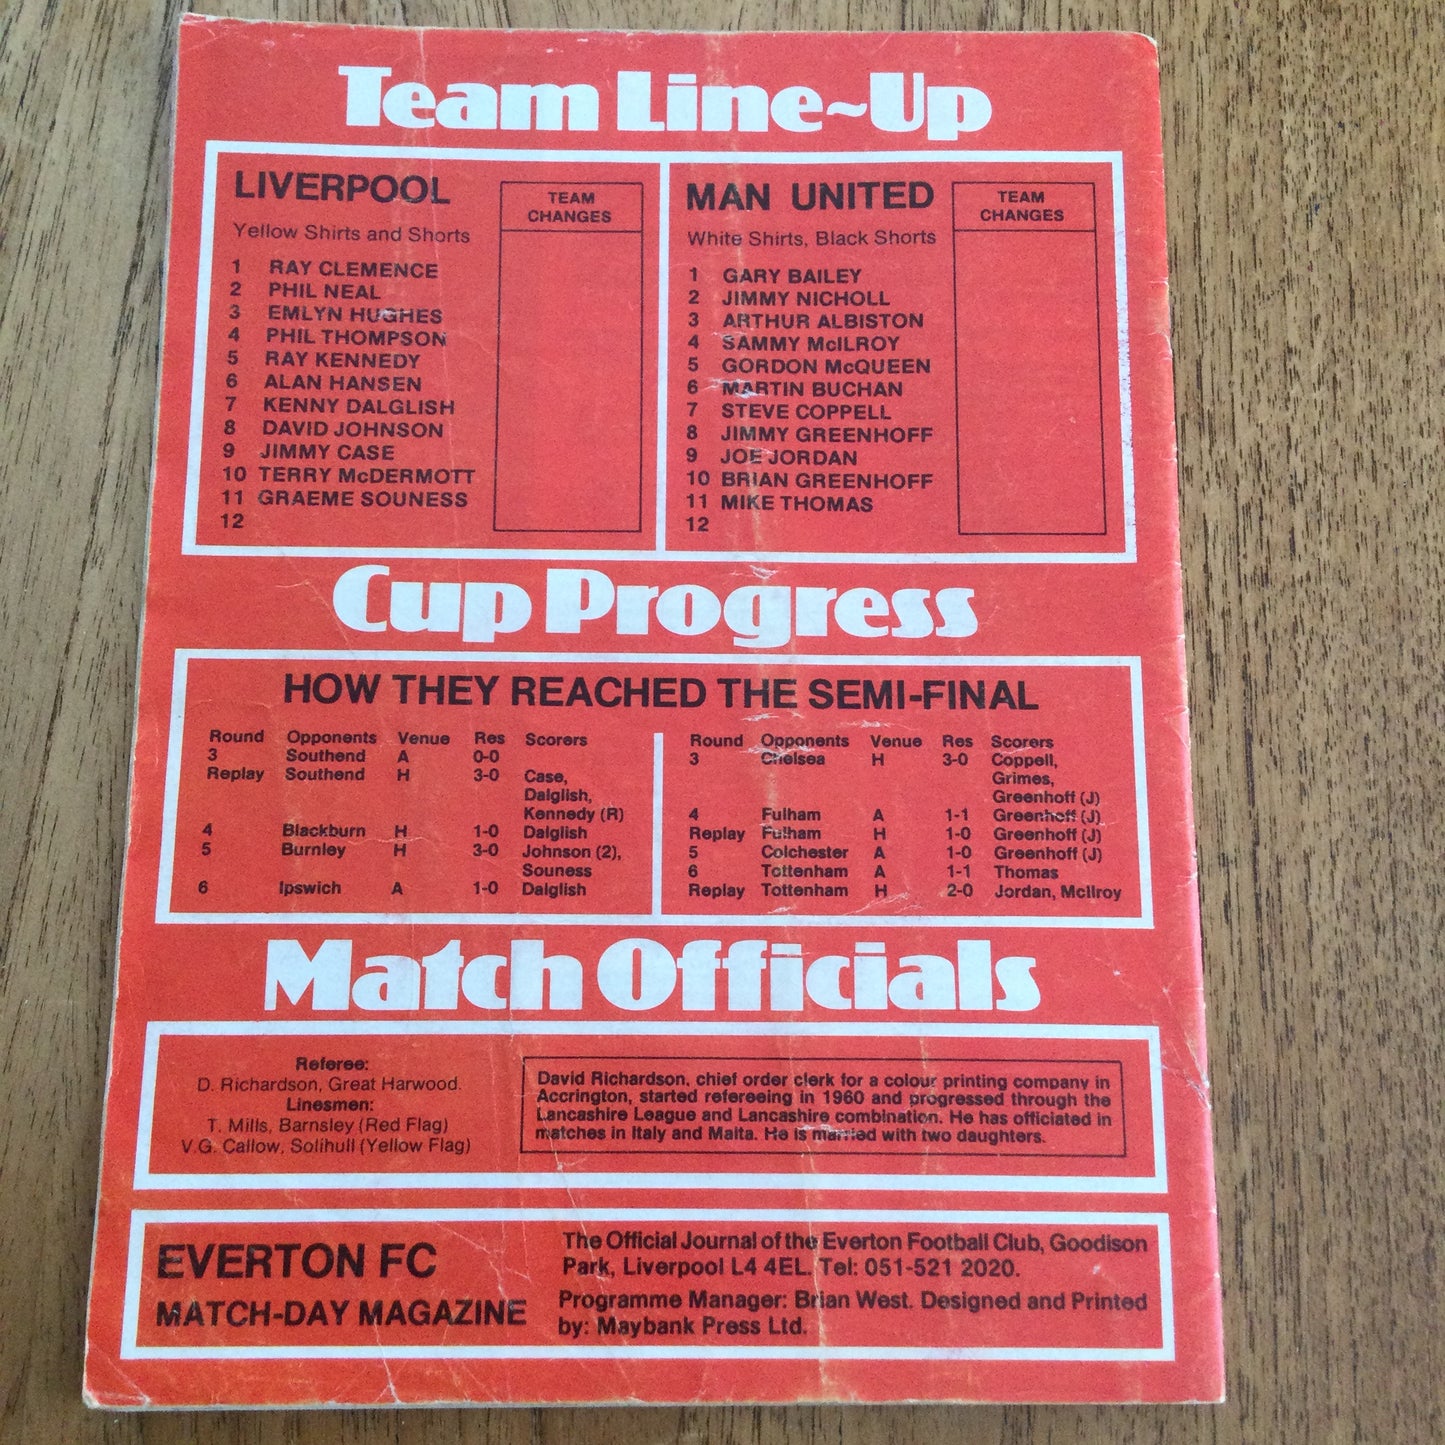 Team Line-Up
LIVERPOOL
Yellow Shirts and Shorts
TEAM
CHANGES
1 RAY CLEMENCE
2 PHIL NEAL
3 EMLYN HUGHES
4 PHIL THOMPSON
5 RAY KENNEDY
6 ALAN HANSEN
7 KENNY DALGLISH
8 DAVID JOHNSON
9 JIMMY CASE
10 TERRY McDERMOTT
11 GRAEME SOUNESS
12
MAN UNITED
White Shirts, Black Shorts
TEAM
CHANGES
1 GARY BAILEY
2 JIMMY NICHOLL
3 ARTHUR ALBISTON
4 SAMMY McILROY
5 GORDON McQUEEN
6 MARTIN BUCHAN
7 STEVE COPPELL
8 JIMMY GREENHOFF
9 JOE JORDAN
10 BRIAN GREENHOFF
11 MIKE THOMAS
12
Cup Progress
HOW THEY REACHED THE SEMI-FINAL
Round Opponents Venue Res Scorers
3 Southend A 0-0
Replay Southend H 3-0 Case,
Dalglish,
Kennedy (R)
4 Blackburn H 1-0 Dalglish
5 Burnley H 3-0 Johnson (2),
Souness
6 Ipswich A 1-0 Dalglish
Round Opponents Venue Res Scorers
3 Chelsea H 3-0 Coppell,
Grimes,
Greenhoff (J)
4 Fulham A 1-1 Greenhoff (J)
Replay Fulham H 1-0 Greenhoff (J)
5 Colchester A 1-0 Greenhoff (J)
6 Tottenham A 1-1 Thomas
Replay Tottenham H 2-0 Jordan, McIlroy
Match Officials
Referee:
D. Richardson, Great Harwood.
Linesmen:
T. Mills, Barnsley (Red Flag)
V.G. Callow, Solihull (Yellow Flag)
David Richardson, chief order clerk for a colour printing company in
Accrington, started refereeing in 1960 and progressed through the
Lancashire League and Lancashire combination. He has officiated in
matches in Italy and Malta. He is married with two daughters.
EVERTON FC
MATCH-DAY MAGAZINE
The Official Journal of the Everton Football Club, Goodison
Park, Liverpool L4 4EL. Tel: 051-521 2020.
Programme Manager: Brian West. Designed and Printed
by: Maybank Press Ltd.